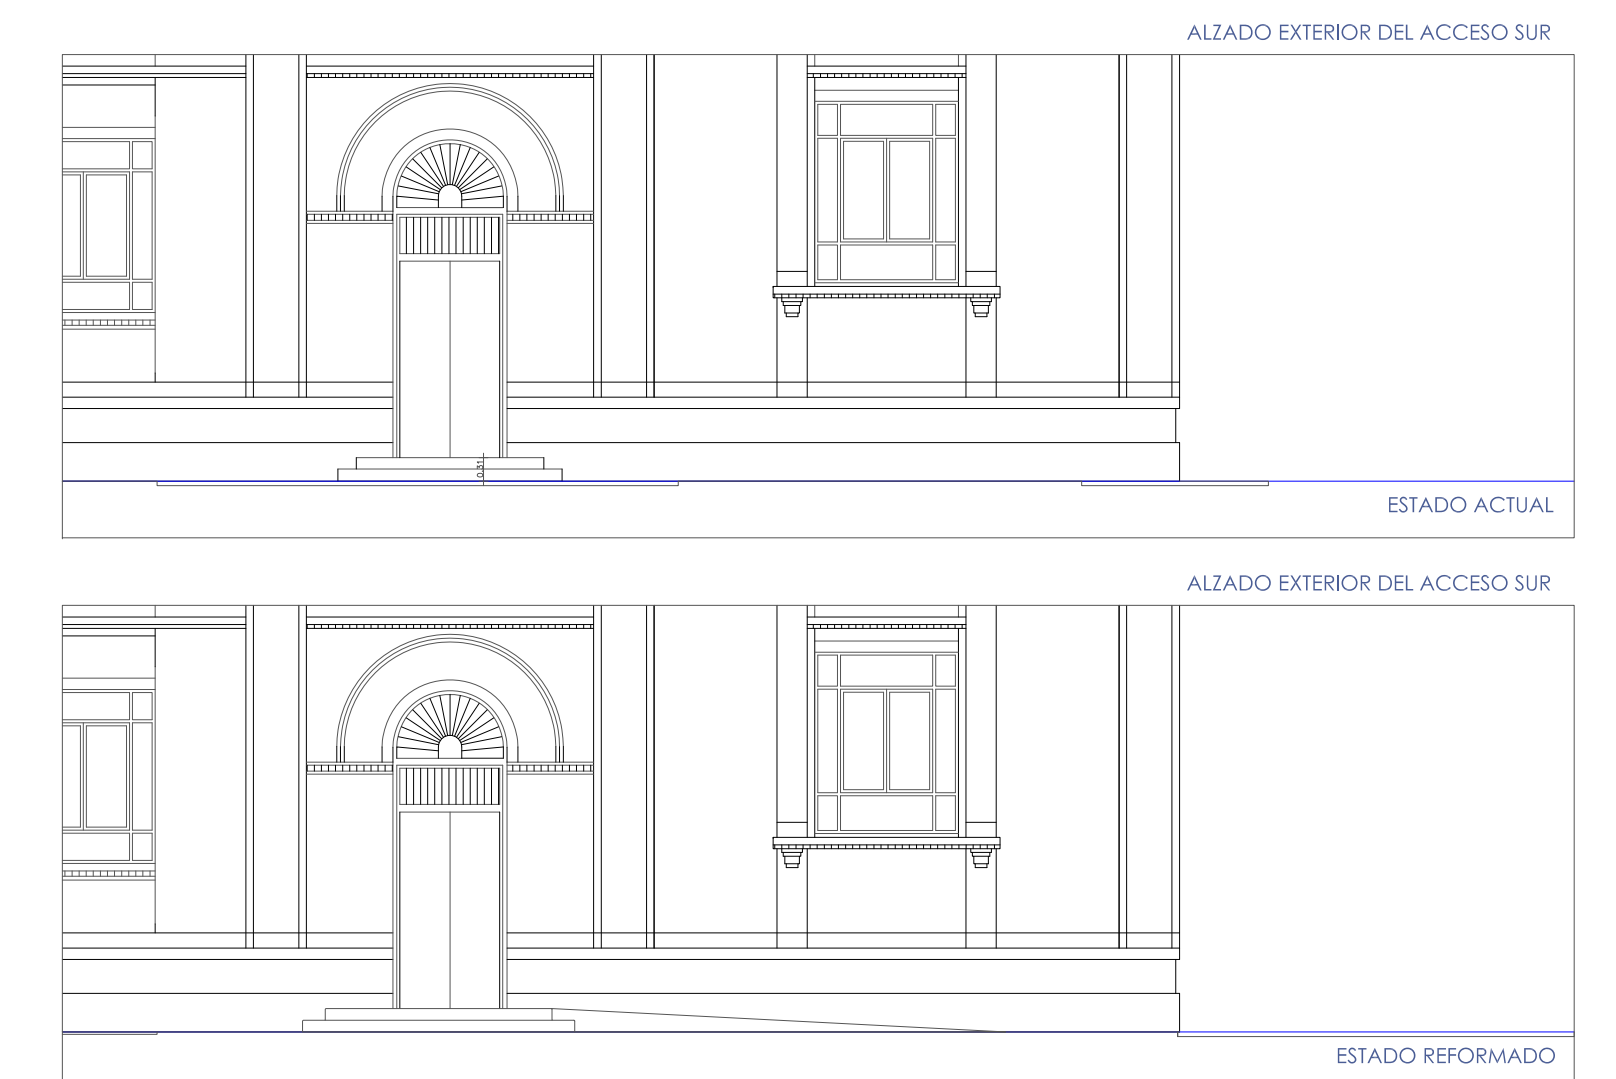 ALZADO EXTERIOR DEL ACCESO SUR
0.31
ESTADO ACTUAL
ALZADO EXTERIOR DEL ACCESO SUR
ESTADO REFORMADO